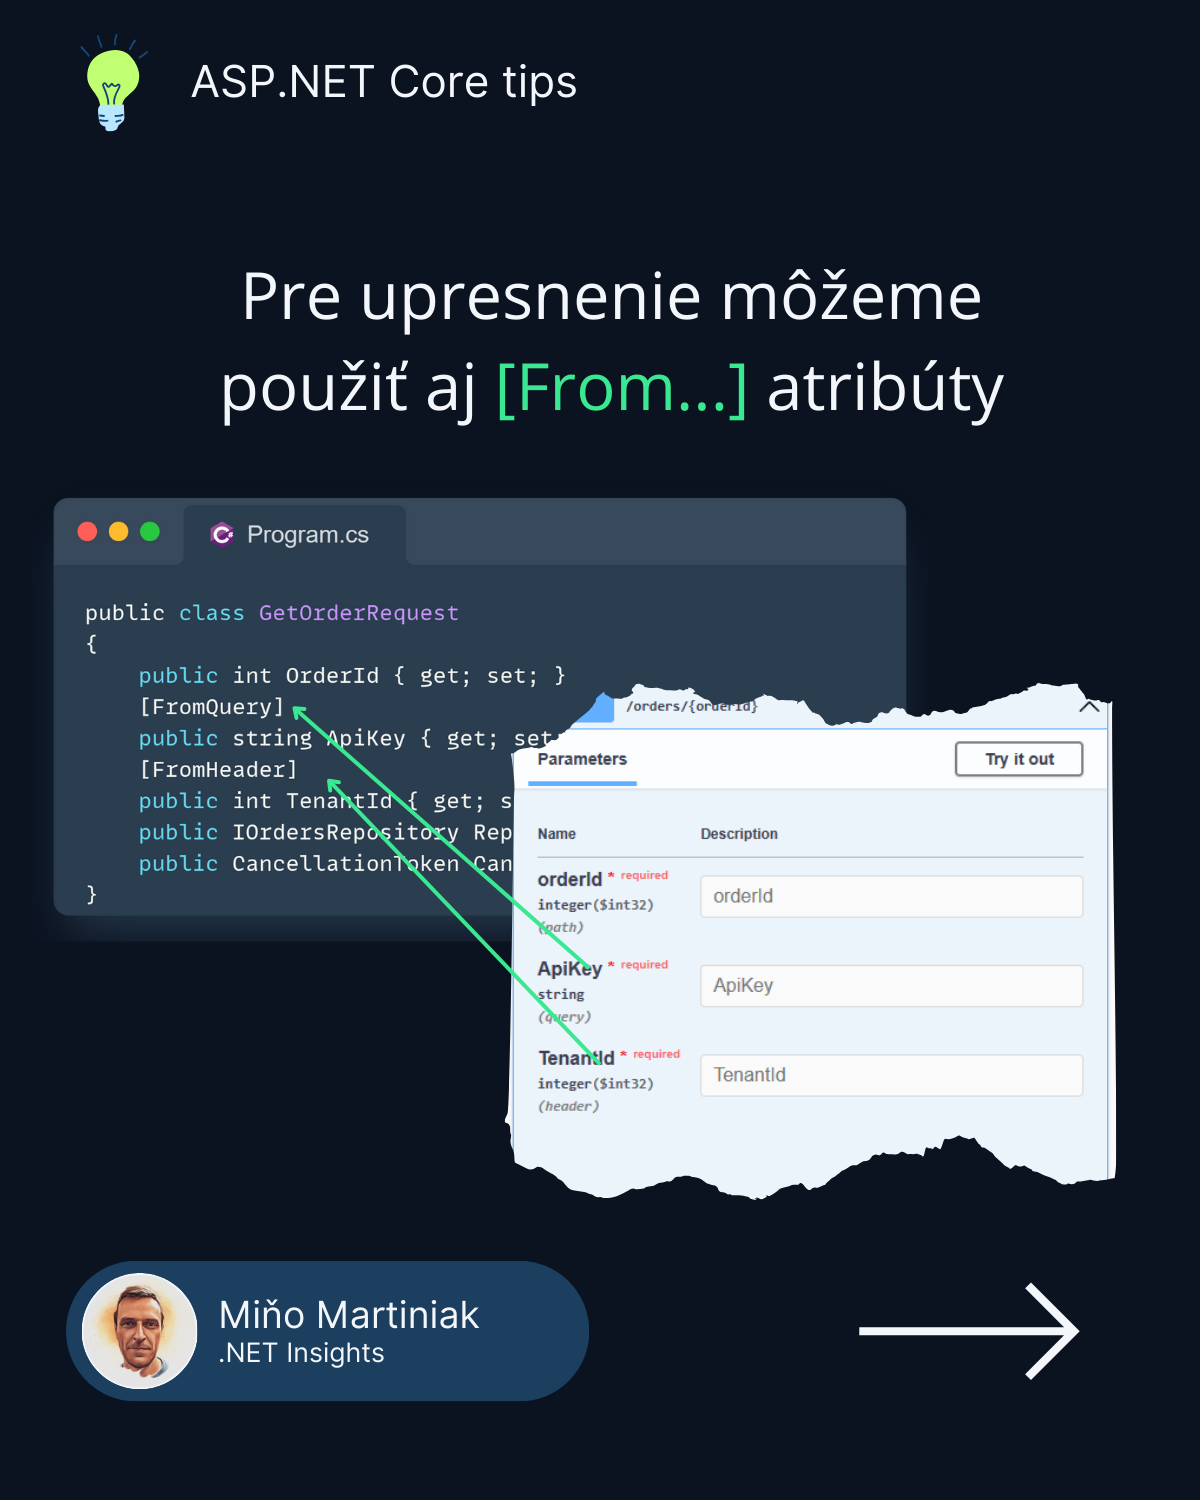 ASP.NET Core tips
Pre upresnenie môžeme
použiť aj [From...] atribúty
Program.cs
public class GetOrderRequest
{
public int OrderId { get; set; }
[FromQuery]
public string ApiKey { get; set;
[FromHeader]
public int TenantId { get; s
public IOrdersRepository Rep
public CancellationToken Can
}
/orders/{orderId}
Parameters
Try it out
Name Description
orderId * required
integer($int32)
(path)
orderId
ApiKey * required
string
(query)
ApiKey
TenantId * required
integer($int32)
(header)
TenantId
Miňo Martiniak
.NET Insights